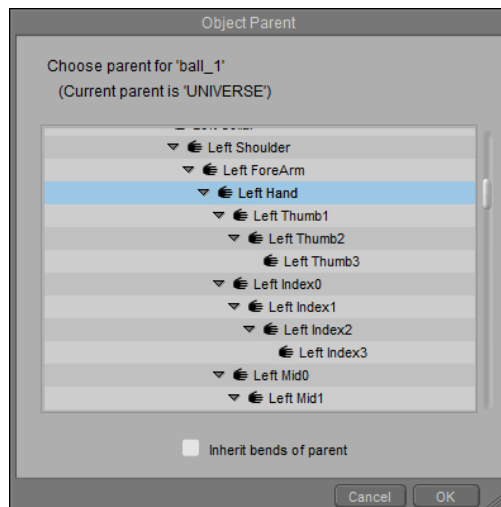 Object Parent
Choose parent for 'ball_1'
(Current parent is 'UNIVERSE')
Left Shoulder
Left ForeArm
Left Hand
Left Thumb1
Left Thumb2
Left Thumb3
Left Index0
Left Index1
Left Index2
Left Index3
Left Mid0
Left Mid1
Inherit bends of parent
Cancel OK